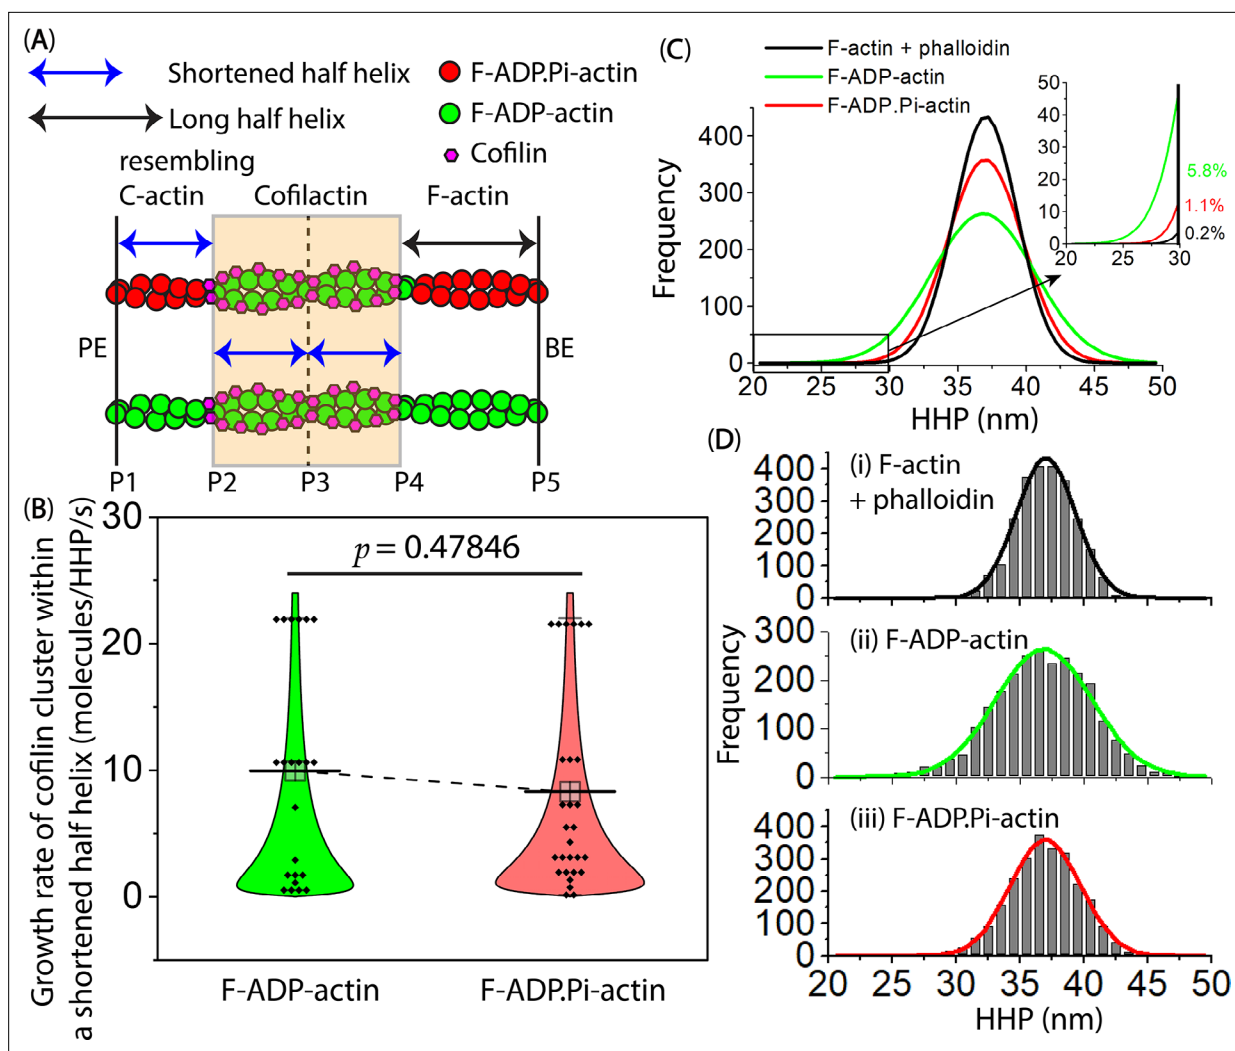 (A)
Shortened half helix
Long half helix
F-ADP.Pi-actin
F-ADP-actin
Cofilin
resembling
C-actin
Cofilactin
F-actin
PE
BE
P1
P2
P3
P4
P5
(B)
Growth rate of cofilin cluster within
a shortened half helix (molecules/HHP/s)
30
20
10
0
p = 0.47846
F-ADP-actin
F-ADP.Pi-actin
(C)
F-actin + phalloidin
F-ADP-actin
F-ADP.Pi-actin
Frequency
400
300
200
100
0
20
25
30
35
40
45
50
HHP (nm)
50
40
30
20
10
0
20
25
30
5.8%
1.1%
0.2%
(D)
(i) F-actin
+ phalloidin
400
300
200
100
0
(ii) F-ADP-actin
300
200
100
0
Frequency
(iii) F-ADP.Pi-actin
400
300
200
100
0
20
25
30
35
40
45
50
HHP (nm)